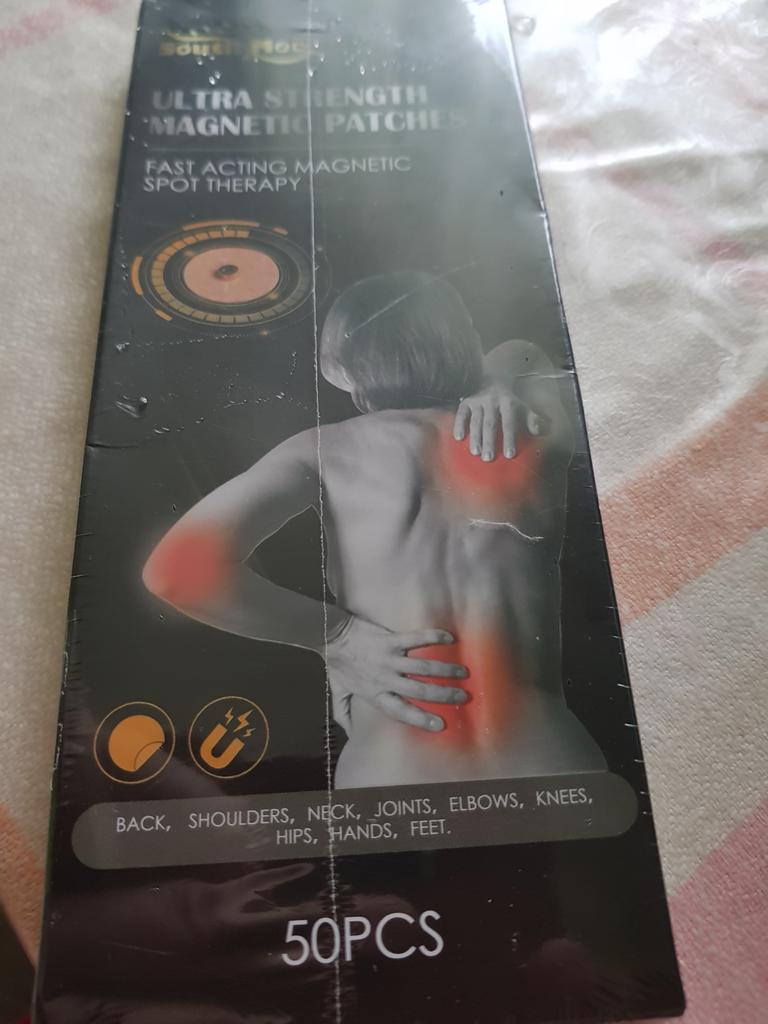 ULTRA STRENGTH
MAGNETIC PATCHES
FAST ACTING MAGNETIC
SPOT THERAPY
BACK, SHOULDERS, NECK, JOINTS, ELBOWS, KNEES,
HIPS, HANDS, FEET.
50PCS